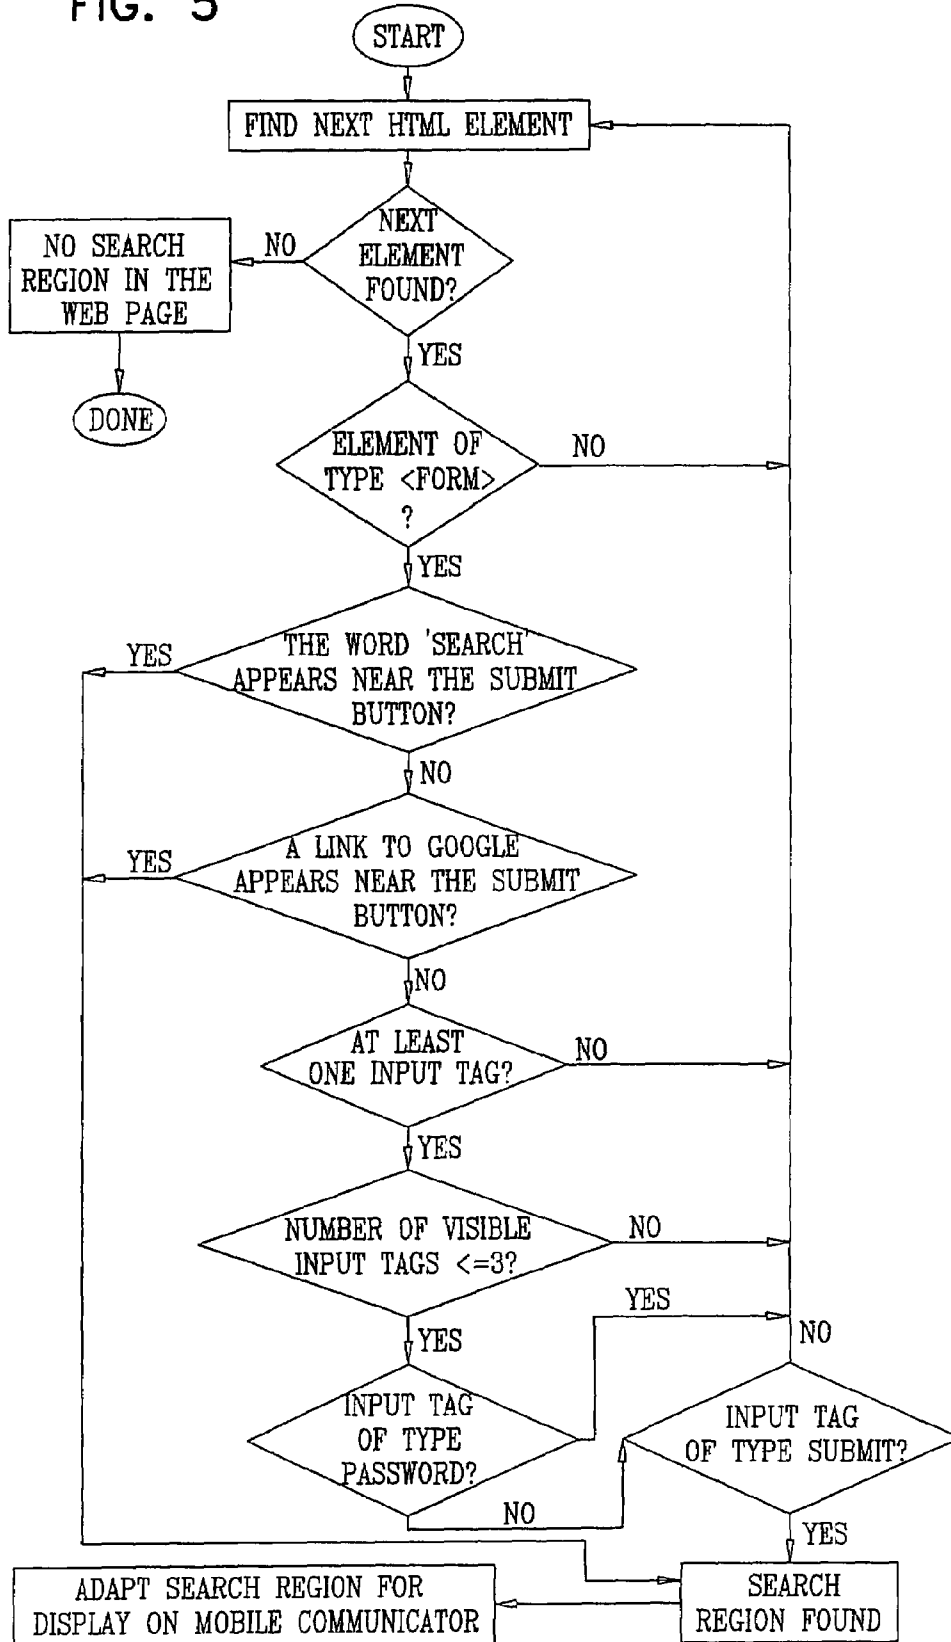 FIG. 5
START
FIND NEXT HTML ELEMENT
NEXT
ELEMENT
FOUND?
NO
NO SEARCH
REGION IN THE
WEB PAGE
DONE
YES
ELEMENT OF
TYPE <FORM>
?
NO
YES
THE WORD 'SEARCH'
APPEARS NEAR THE SUBMIT
BUTTON?
YES
NO
A LINK TO GOOGLE
APPEARS NEAR THE SUBMIT
BUTTON?
YES
NO
AT LEAST
ONE INPUT TAG?
NO
YES
NUMBER OF VISIBLE
INPUT TAGS <=3?
NO
YES
INPUT TAG
OF TYPE
PASSWORD?
YES
NO
INPUT TAG
OF TYPE SUBMIT?
NO
YES
SEARCH
REGION FOUND
ADAPT SEARCH REGION FOR
DISPLAY ON MOBILE COMMUNICATOR